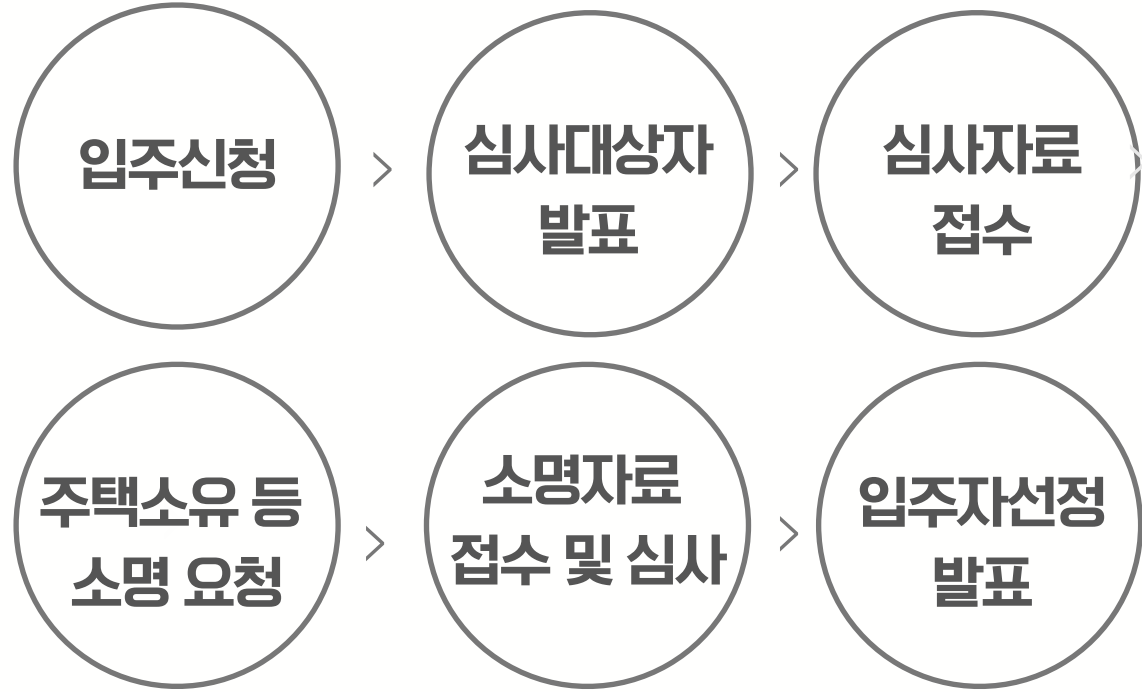 입주신청
심사대상자
발표
심사자료
접수
주택소유 등
소명 요청
소명자료
접수 및 심사
입주자선정
발표